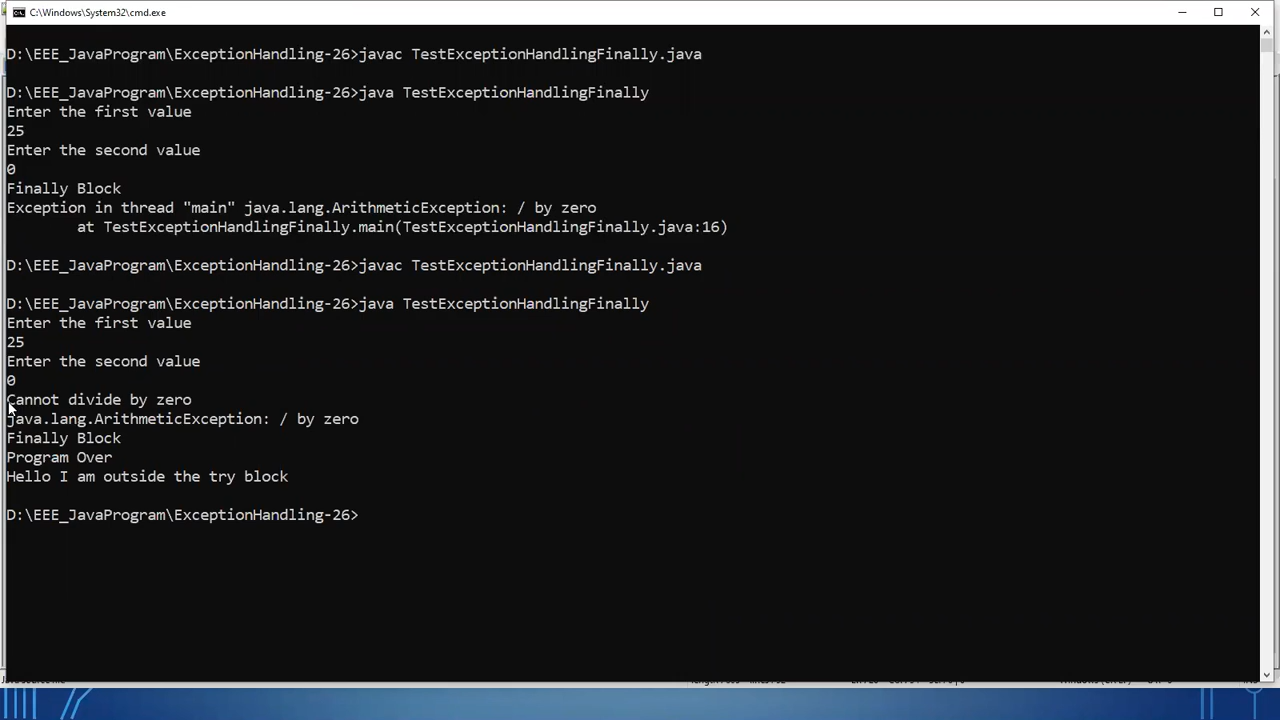 C:\Windows\System32\cmd.exe
D:\EEE_JavaProgram\ExceptionHandling-26>javac TestExceptionHandlingFinally.java
D:\EEE_JavaProgram\ExceptionHandling-26>java TestExceptionHandlingFinally
Enter the first value
25
Enter the second value
0
Finally Block
Exception in thread "main" java.lang.ArithmeticException: / by zero
at TestExceptionHandlingFinally.main(TestExceptionHandlingFinally.java:16)
D:\EEE_JavaProgram\ExceptionHandling-26>javac TestExceptionHandlingFinally.java
D:\EEE_JavaProgram\ExceptionHandling-26>java TestExceptionHandlingFinally
Enter the first value
25
Enter the second value
0
Cannot divide by zero
java.lang.ArithmeticException: / by zero
Finally Block
Program Over
Hello I am outside the try block
D:\EEE_JavaProgram\ExceptionHandling-26>